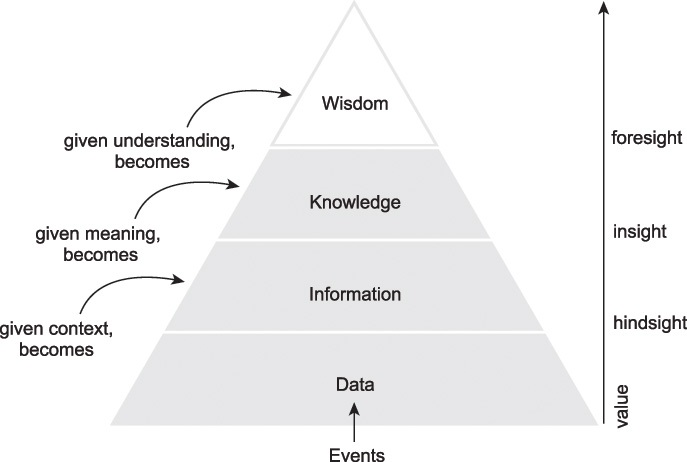 Wisdom
given understanding,
becomes
foresight
Knowledge
given meaning,
becomes
insight
Information
given context,
becomes
hindsight
Data
value
Events